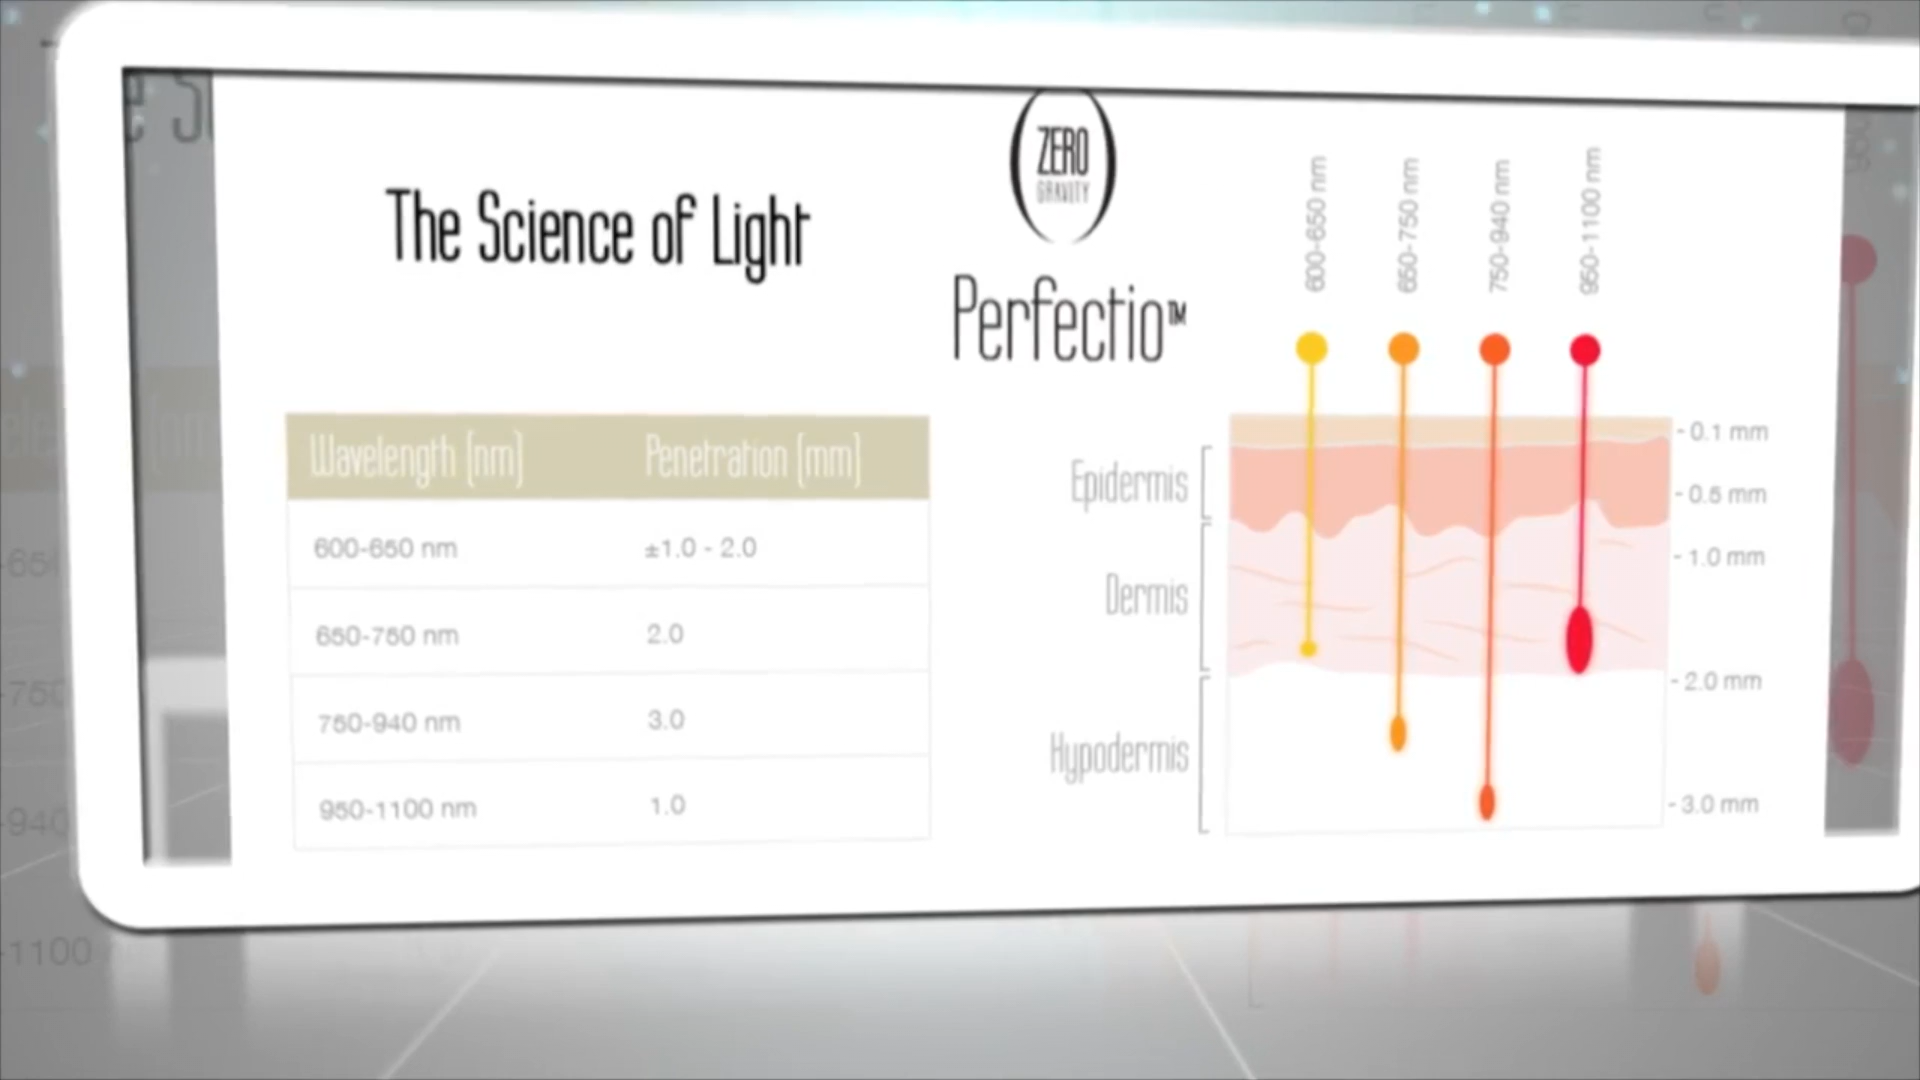 The Science of Light
ZERO
GRAVITY
Perfectio™
600-650 nm
650-750 nm
750-940 nm
950-1100 nm
Wavelength (nm)
Penetration (mm)
600-650 nm
±1.0 - 2.0
650-750 nm
2.0
750-940 nm
3.0
950-1100 nm
1.0
Epidermis
Dermis
Hypodermis
- 0.1 mm
- 0.5 mm
- 1.0 mm
- 2.0 mm
- 3.0 mm
-750
-940
-1100